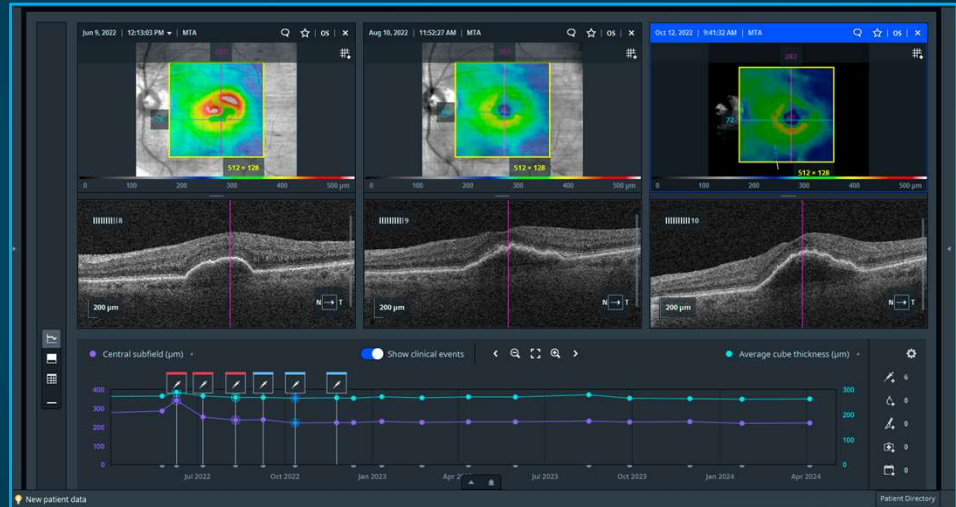 Jun 9, 2022 | 12:13:03 PM | MTA OS
Aug 10, 2022 | 11:52:27 AM | MTA OS
Oct 12, 2022 | 9:41:32 AM | MTA OS
262
72
512 × 128
0 100 200 300 400 500 µm
512 × 128
0 100 200 300 400 500 µm
262
72
512 × 128
0 100 200 300 400 500 µm
8
200 µm
N → T
9
200 µm
N → T
10
200 µm
N → T
Central subfield (µm)
Show clinical events
Average cube thickness (µm)
400
300
200
100
0
Jul 2022
Oct 2022
Jan 2023
Jul 2023
Oct 2023
Jan 2024
Apr 2024
300
200
100
0
6
0
0
0
0
New patient data
Patient Directory